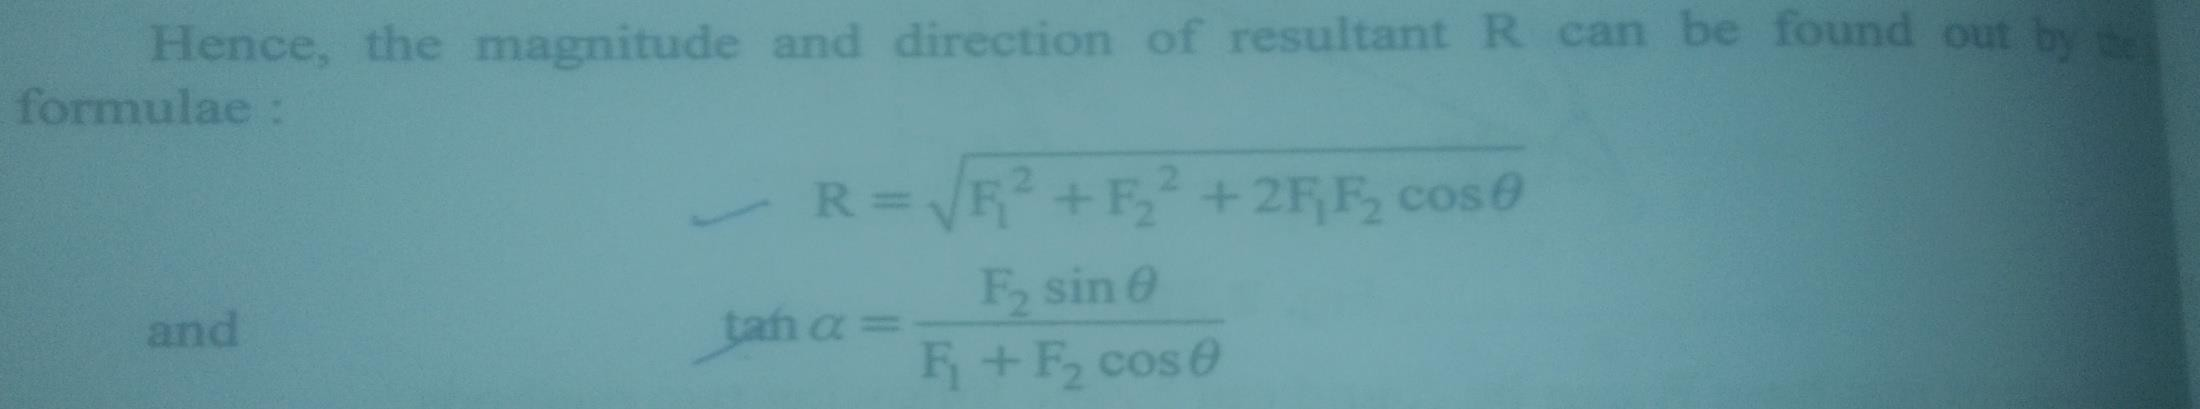 Hence, the magnitude and direction of resultant R can be found out by the
formulae :
R = √(F₁² + F₂² + 2F₁F₂ cos θ)
and tan α = (F₂ sin θ) / (F₁ + F₂ cos θ)